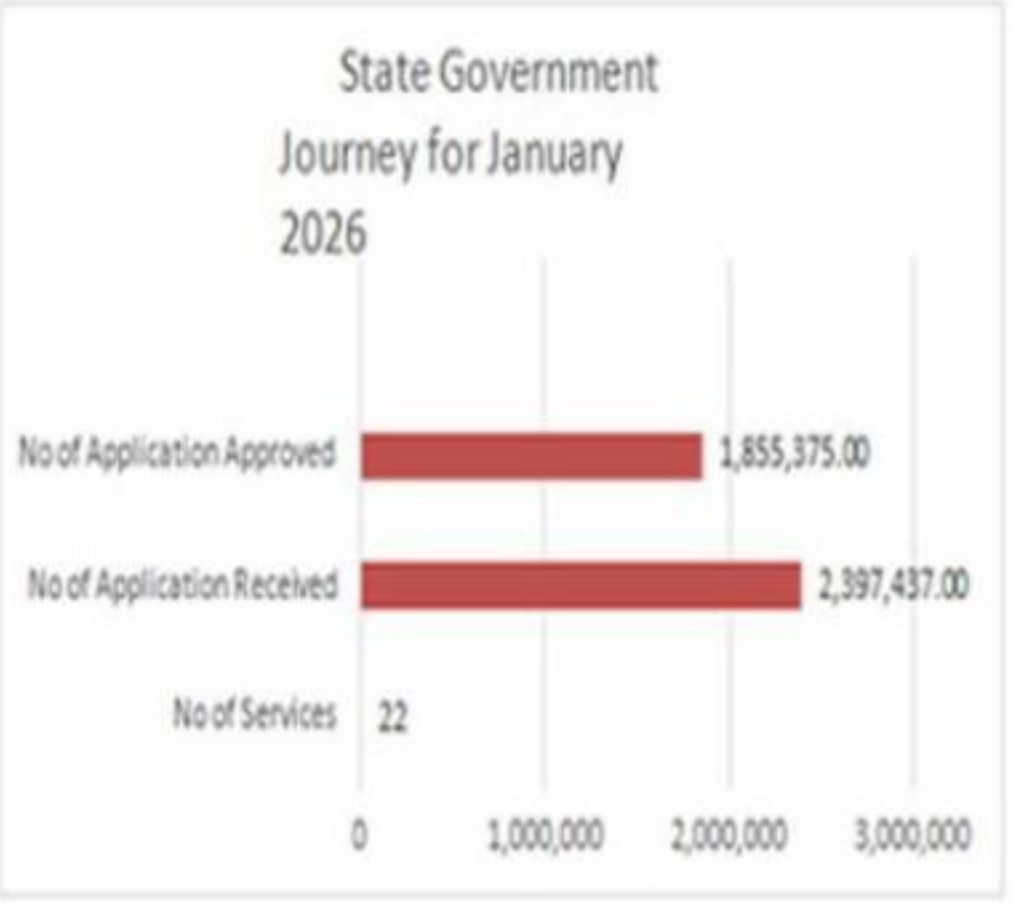 State Government
Journey for January
2026
No of Application Approved
1,855,375.00
No of Application Received
2,397,437.00
No of Services
22
0 1,000,000 2,000,000 3,000,000